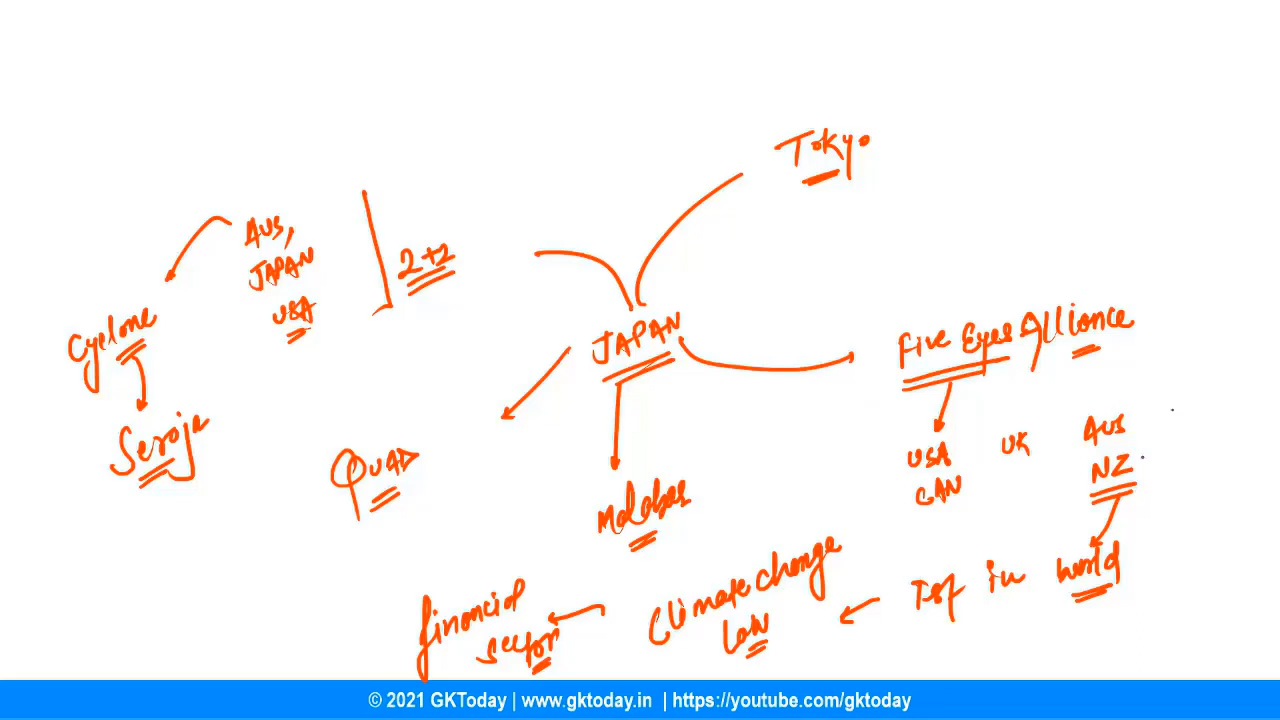 Tokyo
AUS,
JAPAN
USA
2+2
Cyclone
Seroja
JAPAN
Five Eyes Alliance
USA UK AUS
CAN NZ
QUAD
Malabar
Ist in world
Climate change
law
financial
sector
© 2021 GKToday | www.gktoday.in | https://youtube.com/gktoday